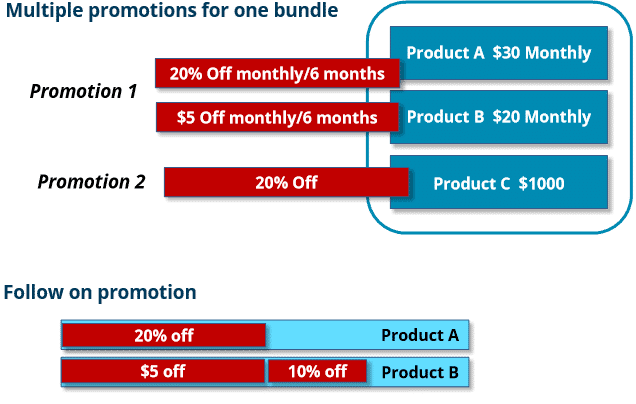 Multiple promotions for one bundle
Product A $30 Monthly
20% Off monthly/6 months
Promotion 1
$5 Off monthly/6 months
Product B $20 Monthly
Promotion 2
20% Off
Product C $1000
Follow on promotion
20% off
Product A
$5 off
10% off
Product B